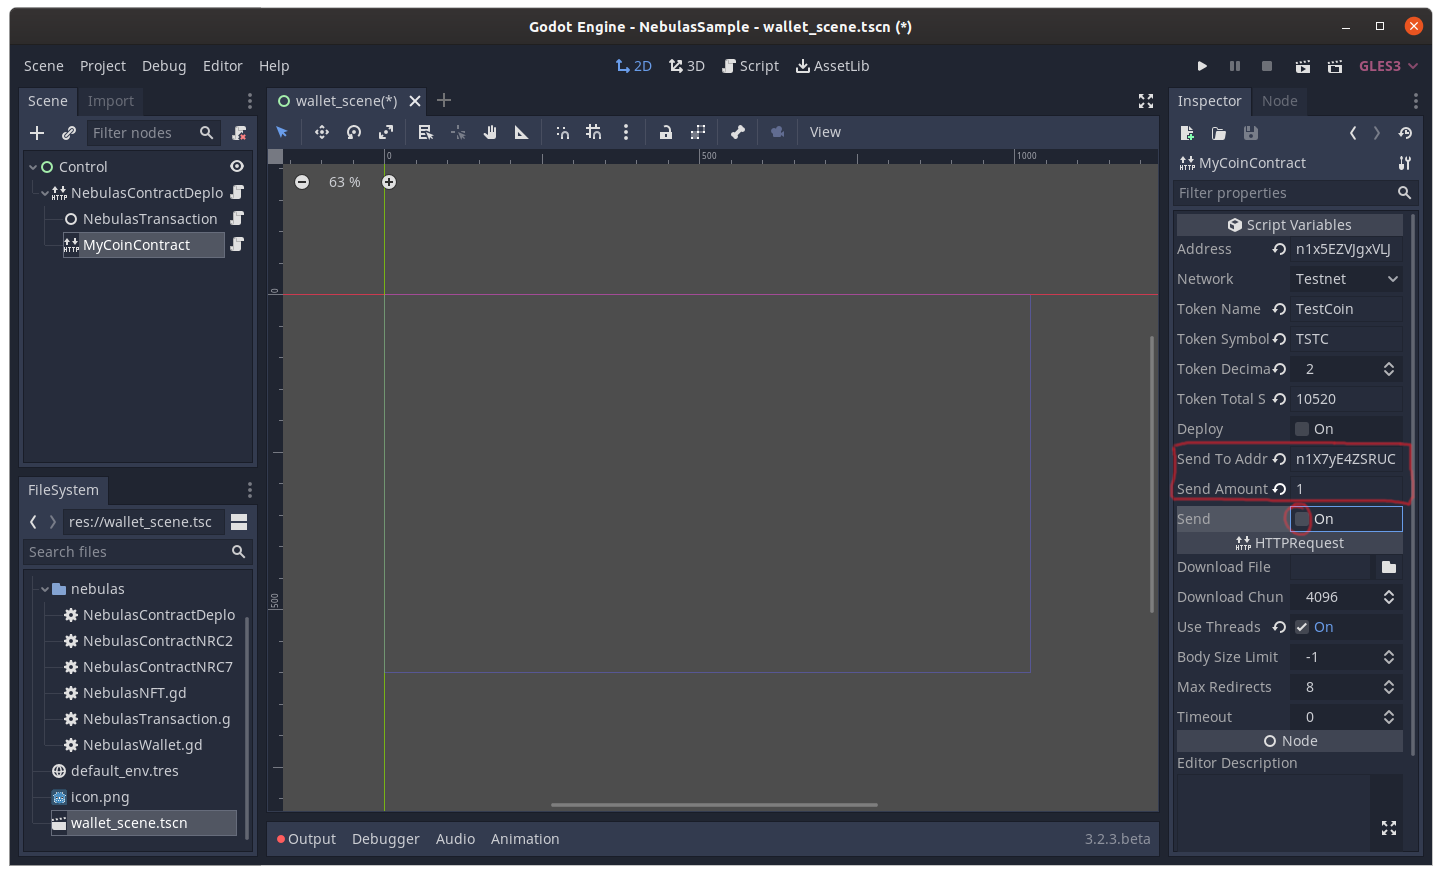 Godot Engine - NebulasSample - wallet_scene.tscn (*)
Scene Project Debug Editor Help
2D 3D Script AssetLib
GLES3
Scene Import
Filter nodes
Control
NebulasContractDeplo
HTTP
NebulasTransaction
MyCoinContract
HTTP
FileSystem
res://wallet_scene.tsc
Search files
nebulas
NebulasContractDeplo
NebulasContractNRC2
NebulasContractNRC7
NebulasNFT.gd
NebulasTransaction.g
NebulasWallet.gd
default_env.tres
icon.png
wallet_scene.tscn
wallet_scene(*)
View
0 500 1000
63 %
0
500
Output Debugger Audio Animation 3.2.3.beta
Inspector Node
HTTP MyCoinContract
Filter properties
Script Variables
Address n1x5EZVJgxVLJ
Network Testnet
Token Name TestCoin
Token Symbol TSTC
Token Decima 2
Token Total S 10520
Deploy On
Send To Addr n1X7yE4ZSRUC
Send Amount 1
Send On
HTTP HTTPRequest
Download File
Download Chun 4096
Use Threads On
Body Size Limit -1
Max Redirects 8
Timeout 0
Node
Editor Description